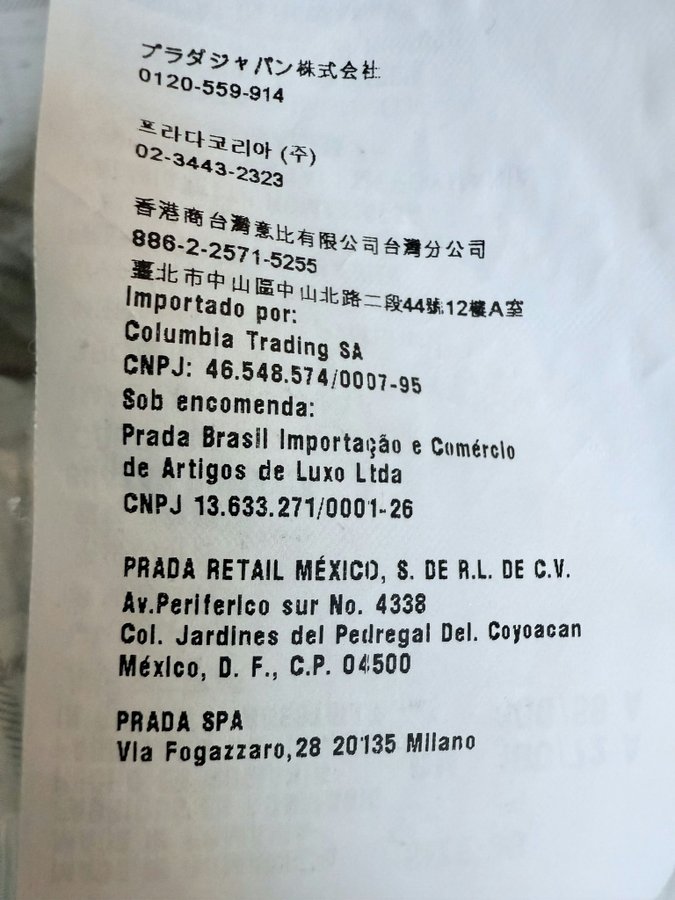 プラダジャパン株式会社
0120-559-914
프라다코리아 (주)
02-3443-2323
香港商台灣意比有限公司台灣分公司
886-2-2571-5255
臺北市中山區中山北路二段44號12樓A室
Importado por:
Columbia Trading SA
CNPJ: 46.548.574/0007-95
Sob encomenda:
Prada Brasil Importação e Comércio
de Artigos de Luxo Ltda
CNPJ 13.633.271/0001-26
PRADA RETAIL MÉXICO, S. DE R.L. DE C.V.
Av.Periferico sur No. 4338
Col. Jardines del Pedregal Del. Coyoacan
México, D. F., C.P. 04500
PRADA SPA
Via Fogazzaro,28 20135 Milano